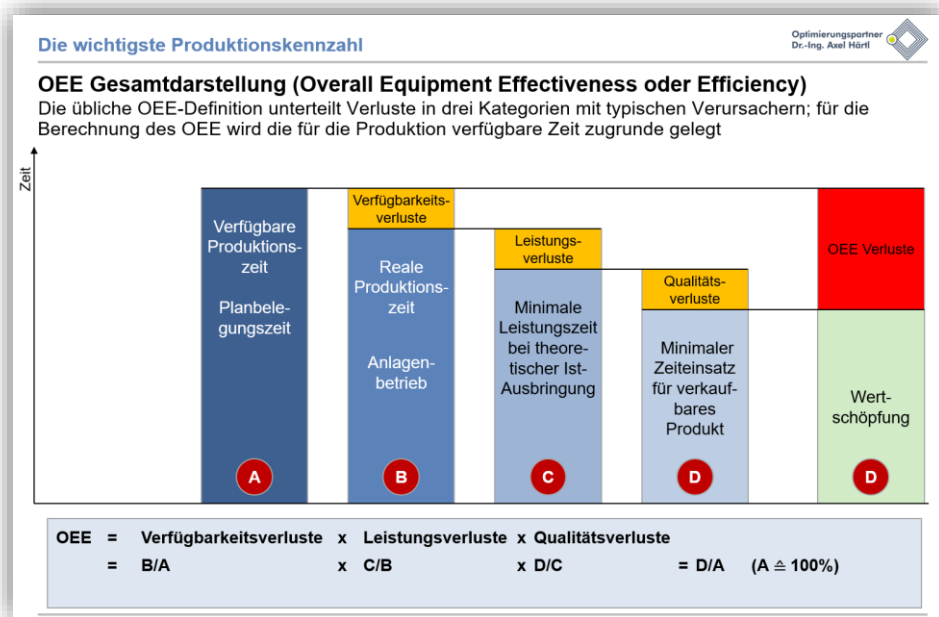 Die wichtigste Produktionskennzahl
Optimierungspartner
Dr.-Ing. Axel Härtl
OEE Gesamtdarstellung (Overall Equipment Effectiveness oder Efficiency)
Die übliche OEE-Definition unterteilt Verluste in drei Kategorien mit typischen Verursachern; für die
Berechnung des OEE wird die für die Produktion verfügbare Zeit zugrunde gelegt
Zeit
Verfügbare
Produktions-
zeit
Planbele-
gungszeit
A
Verfügbarkeits-
verluste
Reale
Produktions-
zeit
Anlagen-
betrieb
B
Leistungs-
verluste
Minimale
Leistungszeit
bei theore-
tischer Ist-
Ausbringung
C
Qualitäts-
verluste
Minimaler
Zeiteinsatz
für verkauf-
bares
Produkt
D
OEE Verluste
Wert-
schöpfung
D
OEE = Verfügbarkeitsverluste x Leistungsverluste x Qualitätsverluste
= B/A x C/B x D/C = D/A (A ≙ 100%)